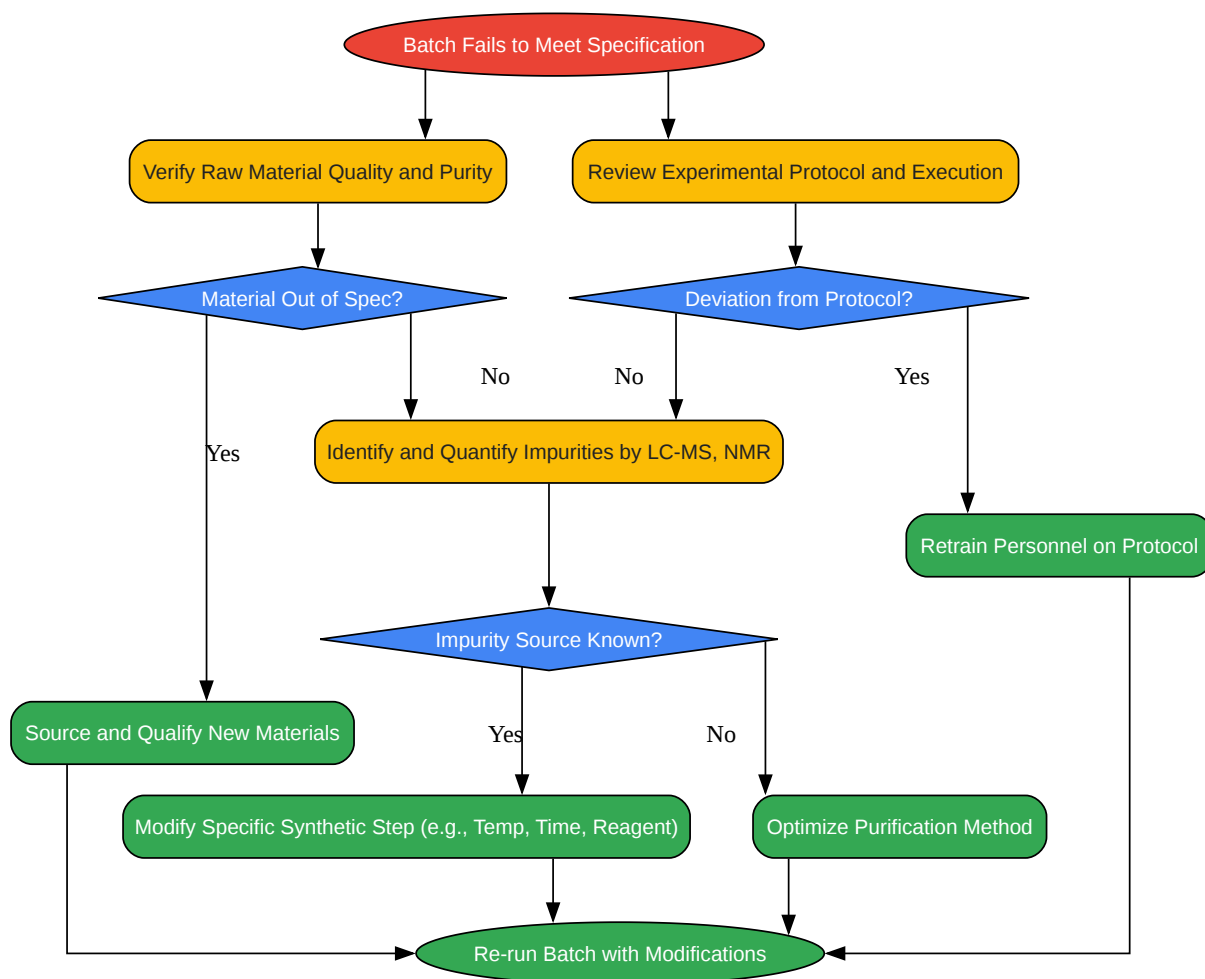 Batch Fails to Meet Specification
Verify Raw Material Quality and Purity
Review Experimental Protocol and Execution
Material Out of Spec?
Deviation from Protocol?
No
No
Yes
Identify and Quantify Impurities by LC-MS, NMR
Yes
Retrain Personnel on Protocol
Impurity Source Known?
Source and Qualify New Materials
Yes
No
Modify Specific Synthetic Step (e.g., Temp, Time, Reagent)
Optimize Purification Method
Re-run Batch with Modifications